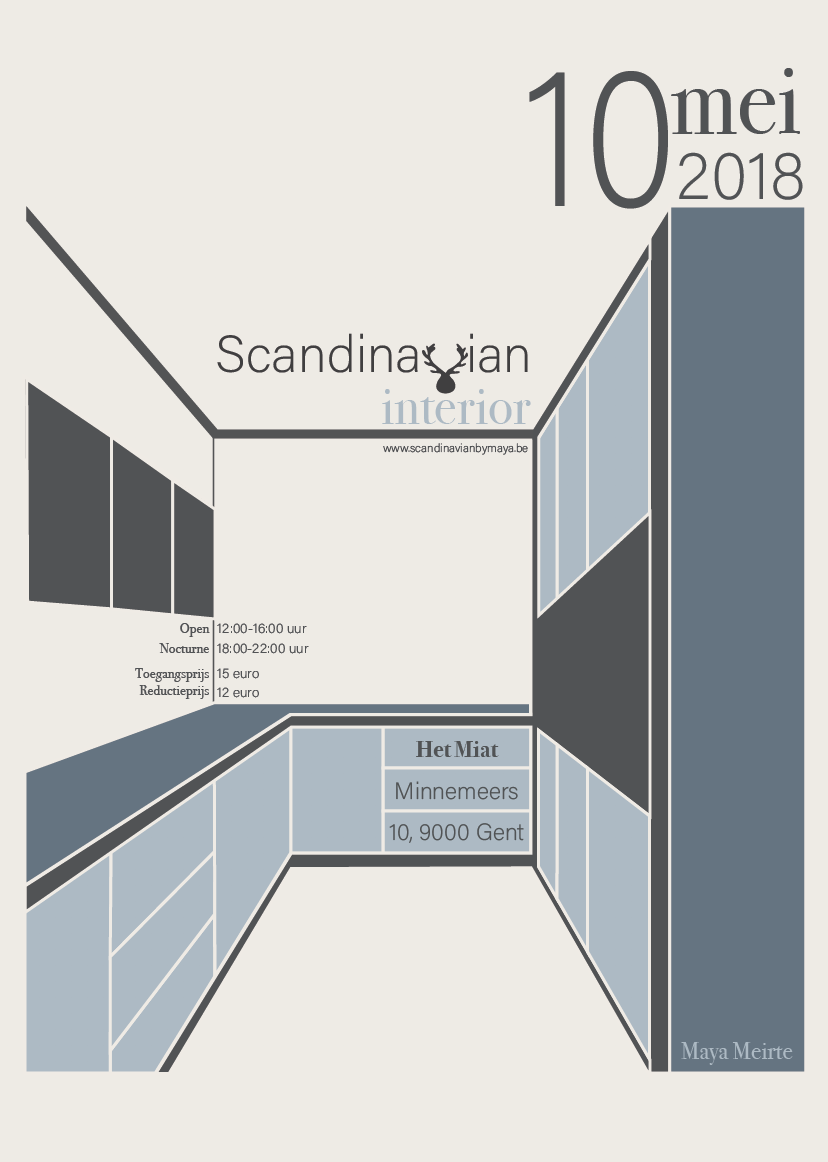 10 mei
2018
Scandinavian
interior
www.scandinavianbymaya.be
Open 12:00-16:00 uur
Nocturne 18:00-22:00 uur
Toegangsprijs 15 euro
Reductieprijs 12 euro
Het Miat
Minnemeers
10, 9000 Gent
Maya Meirte